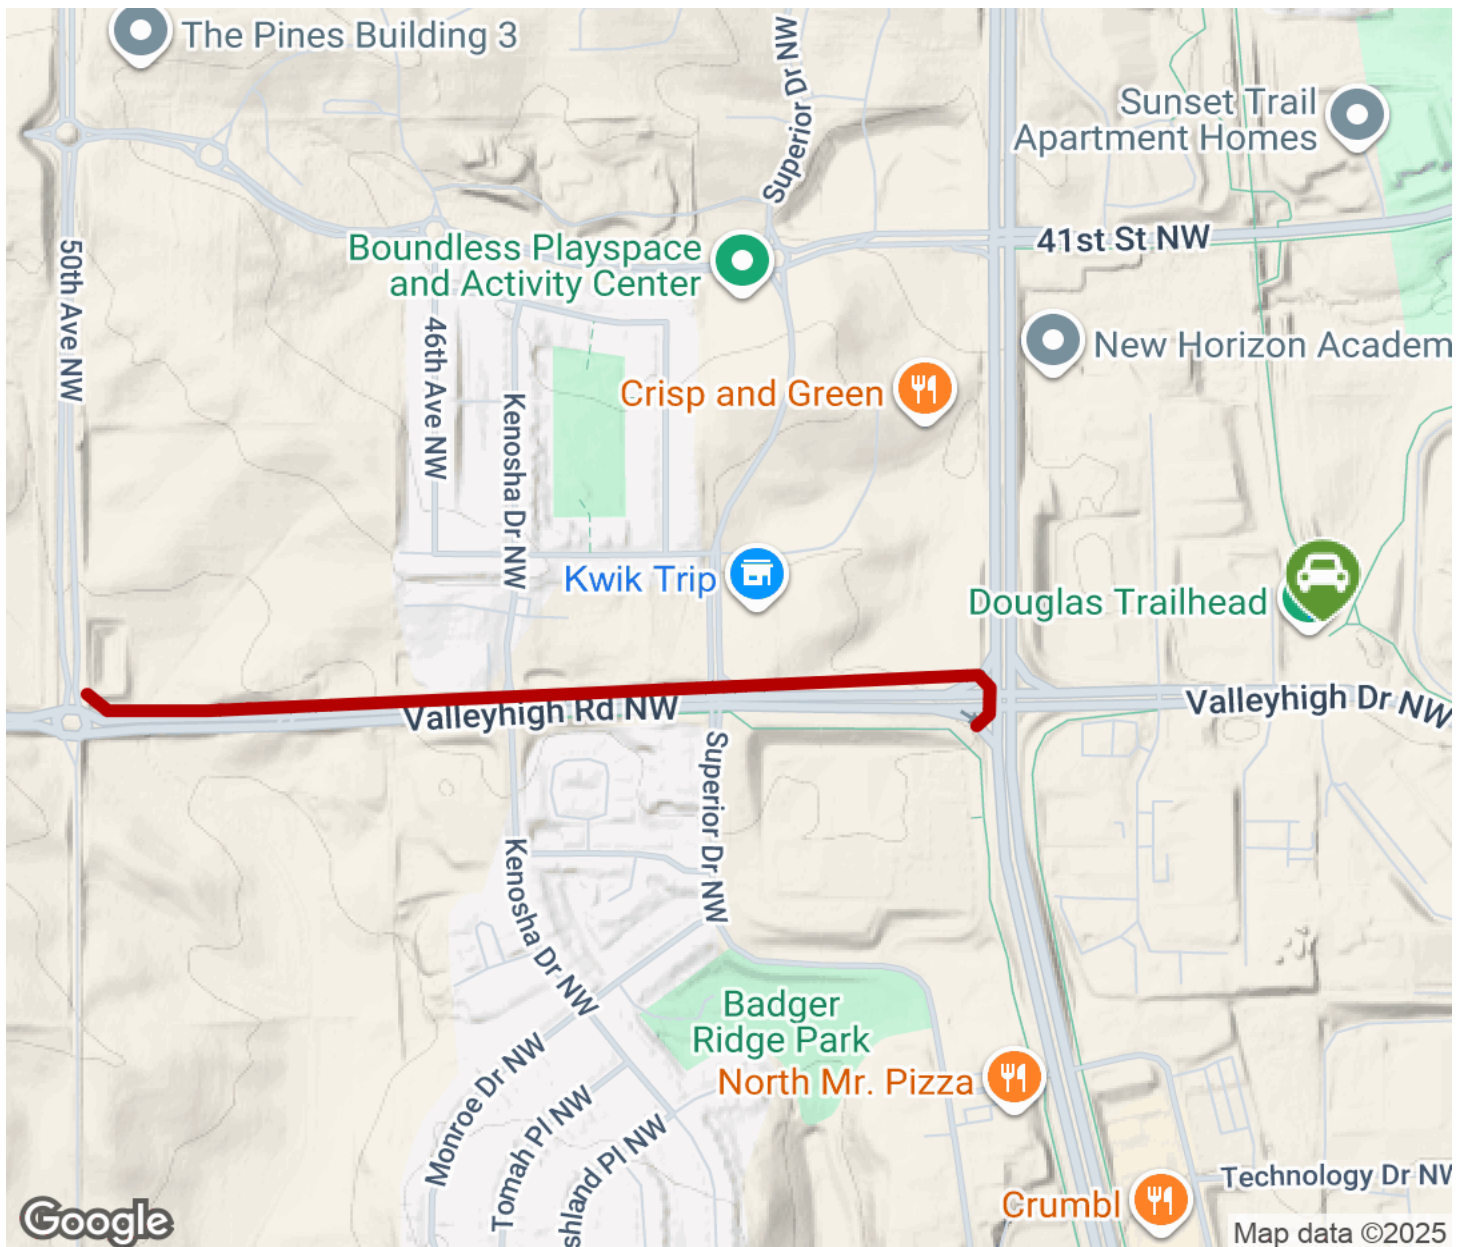 The Pines Building 3
Superior Dr NW
Sunset Trail
Apartment Homes
50th Ave NW
Boundless Playspace
and Activity Center
41st St NW
46th Ave NW
Kenosha Dr NW
New Horizon Academ
Crisp and Green
Kwik Trip
Douglas Trailhead
Valleyhigh Rd NW
Valleyhigh Dr NW
Superior Dr NW
Kenosha Dr NW
Badger
Ridge Park
North Mr. Pizza
Monroe Dr NW
Tomah Pl NW
shland Pl NW
Technology Dr NW
Crumbl
Google
Map data ©2025